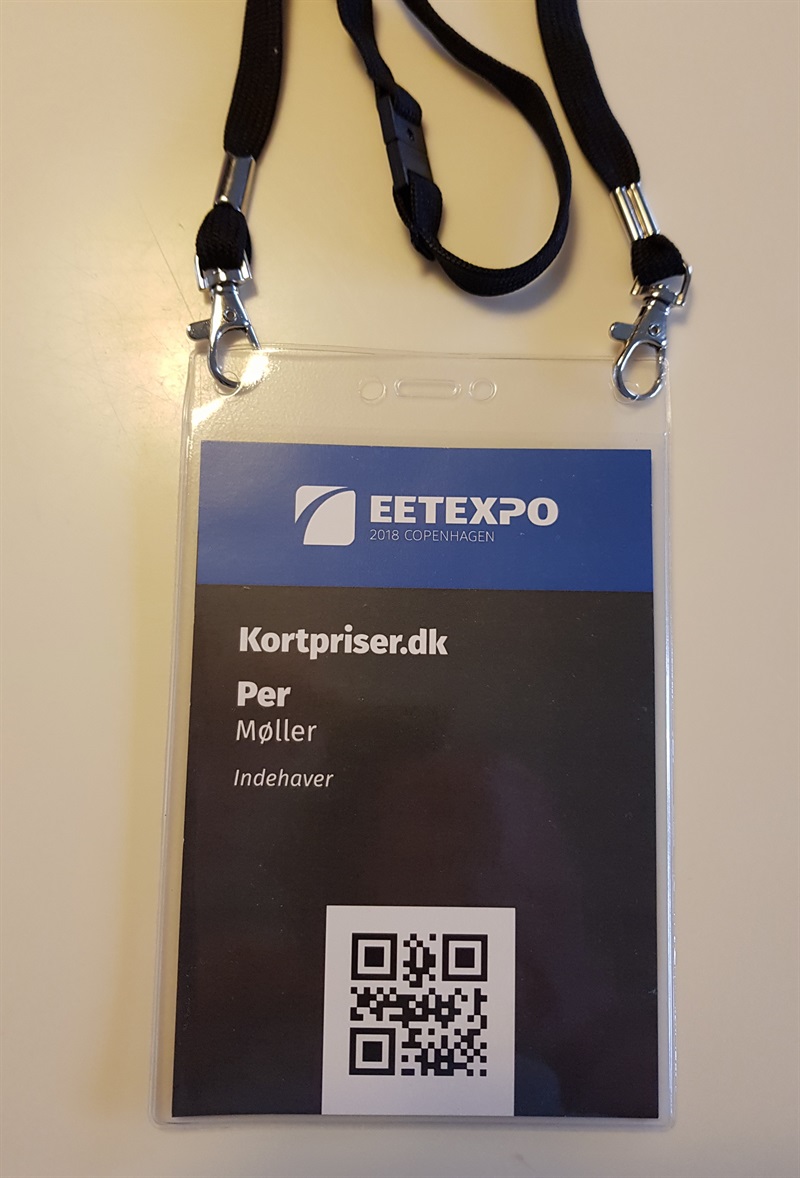 EETEXPO
2018 COPENHAGEN
Kortpriser.dk
Per
Møller
Indehaver